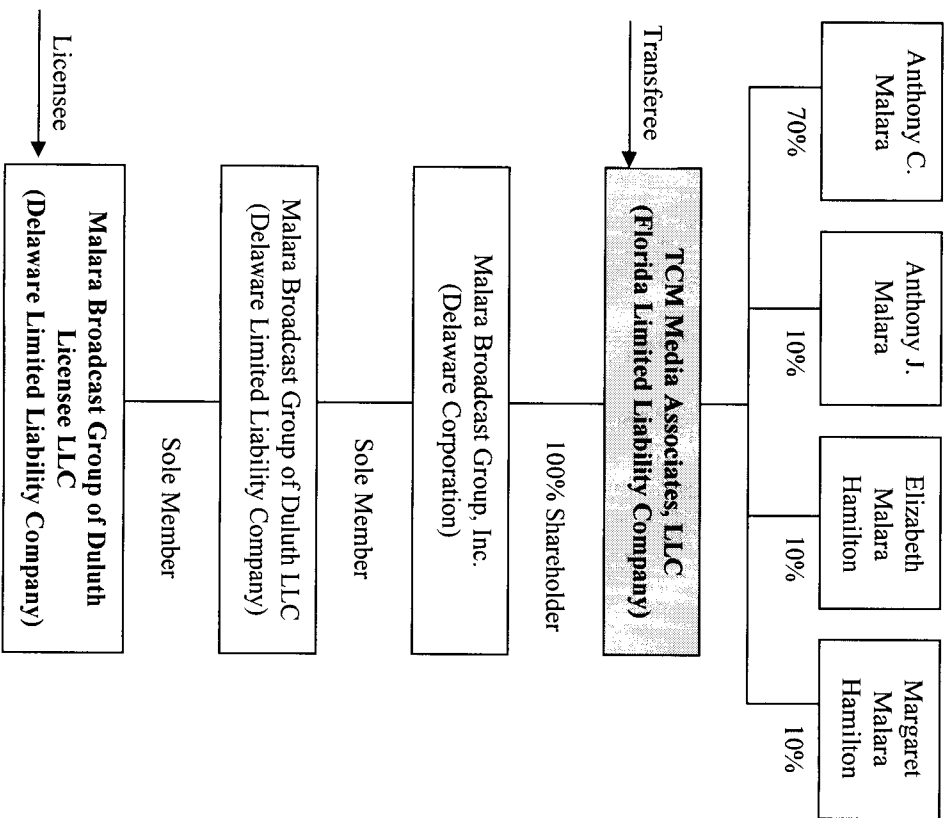 Anthony C.
Malara
Anthony J.
Malara
Elizabeth
Malara
Hamilton
Margaret
Malara
Hamilton
70%
10%
10%
10%
Transferee
TCM Media Associates, LLC
(Florida Limited Liability Company)
100% Shareholder
Malara Broadcast Group, Inc.
(Delaware Corporation)
Sole Member
Malara Broadcast Group of Duluth LLC
(Delaware Limited Liability Company)
Sole Member
Licensee
Malara Broadcast Group of Duluth
Licensee LLC
(Delaware Limited Liability Company)